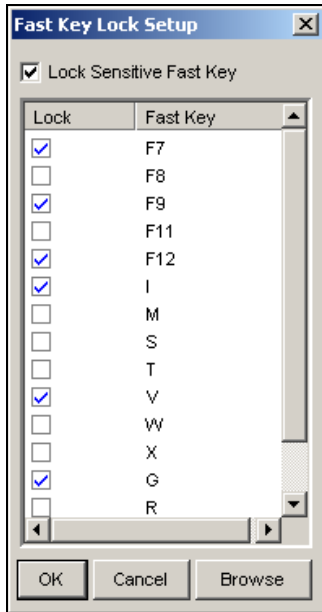 Fast Key Lock Setup
Lock Sensitive Fast Key
Lock Fast Key
F7
F8
F9
F11
F12
I
M
S
T
V
W
X
G
R
OK Cancel Browse